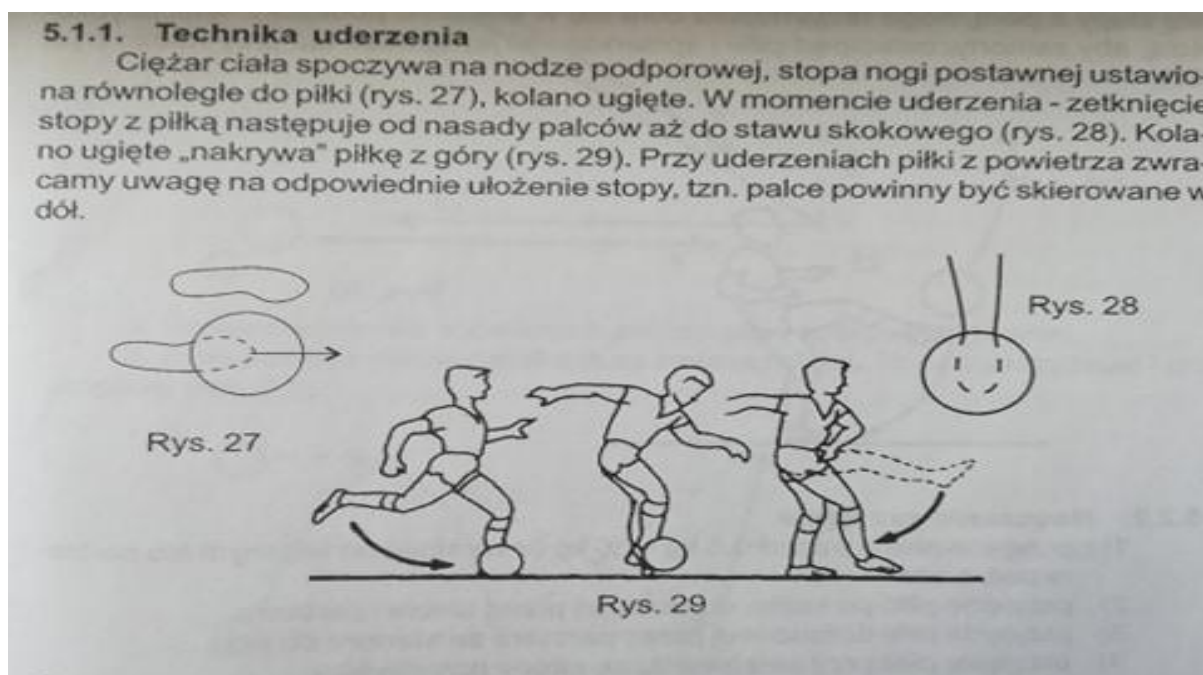 5.1.1. Technika uderzenia
Ciężar ciała spoczywa na nodze podporowej, stopa nogi postawnej ustawio-
na równolegle do piłki (rys. 27), kolano ugięte. W momencie uderzenia - zetknięcie
stopy z piłką następuje od nasady palców aż do stawu skokowego (rys. 28). Kola-
no ugięte „nakrywa” piłkę z góry (rys. 29). Przy uderzeniach piłki z powietrza zwra-
camy uwagę na odpowiednie ułożenie stopy, tzn. palce powinny być skierowane w
dół.
Rys. 28
Rys. 27
Rys. 29